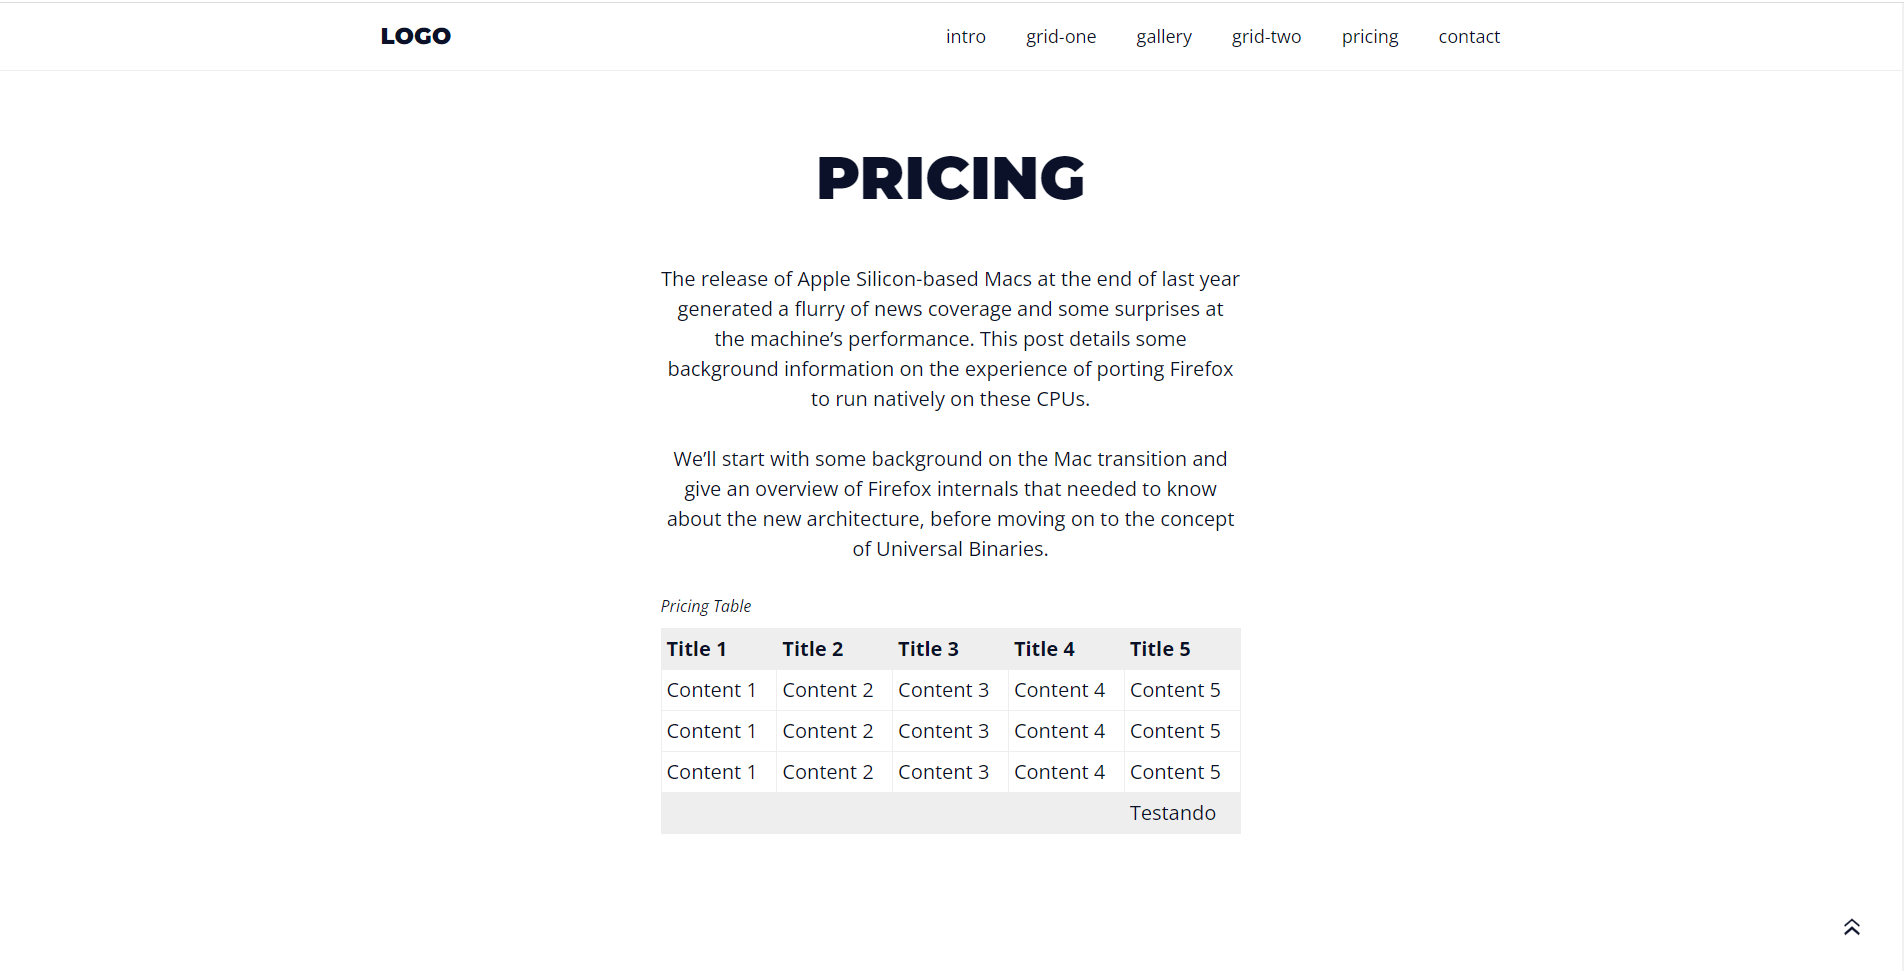 LOGO intro grid-one gallery grid-two pricing contact
PRICING
The release of Apple Silicon-based Macs at the end of last year
generated a flurry of news coverage and some surprises at
the machine’s performance. This post details some
background information on the experience of porting Firefox
to run natively on these CPUs.
We’ll start with some background on the Mac transition and
give an overview of Firefox internals that needed to know
about the new architecture, before moving on to the concept
of Universal Binaries.
Pricing Table
Title 1 Title 2 Title 3 Title 4 Title 5
Content 1 Content 2 Content 3 Content 4 Content 5
Content 1 Content 2 Content 3 Content 4 Content 5
Content 1 Content 2 Content 3 Content 4 Content 5
Testando